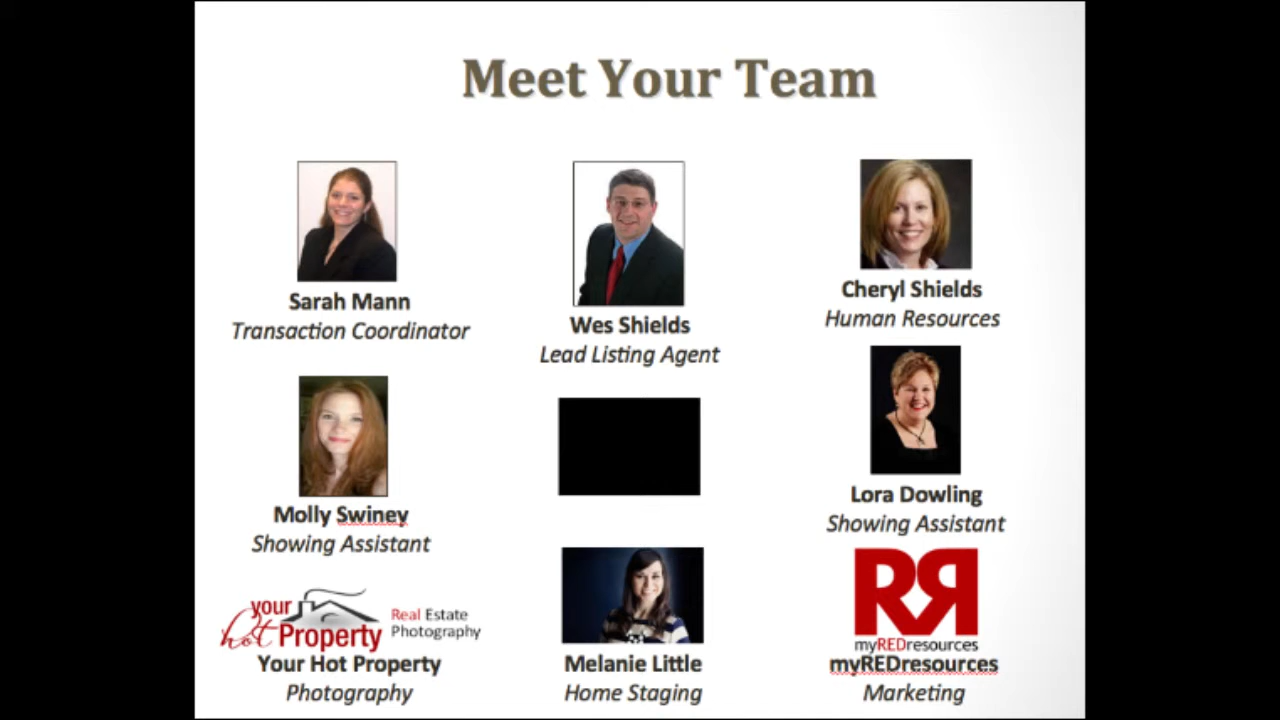 Meet Your Team
Sarah Mann
Transaction Coordinator
Wes Shields
Lead Listing Agent
Cheryl Shields
Human Resources
Molly Swiney
Showing Assistant
Lora Dowling
Showing Assistant
your
hot Property
Real Estate
Photography
Your Hot Property
Photography
Melanie Little
Home Staging
RR
myREDresources
myREDresources
Marketing